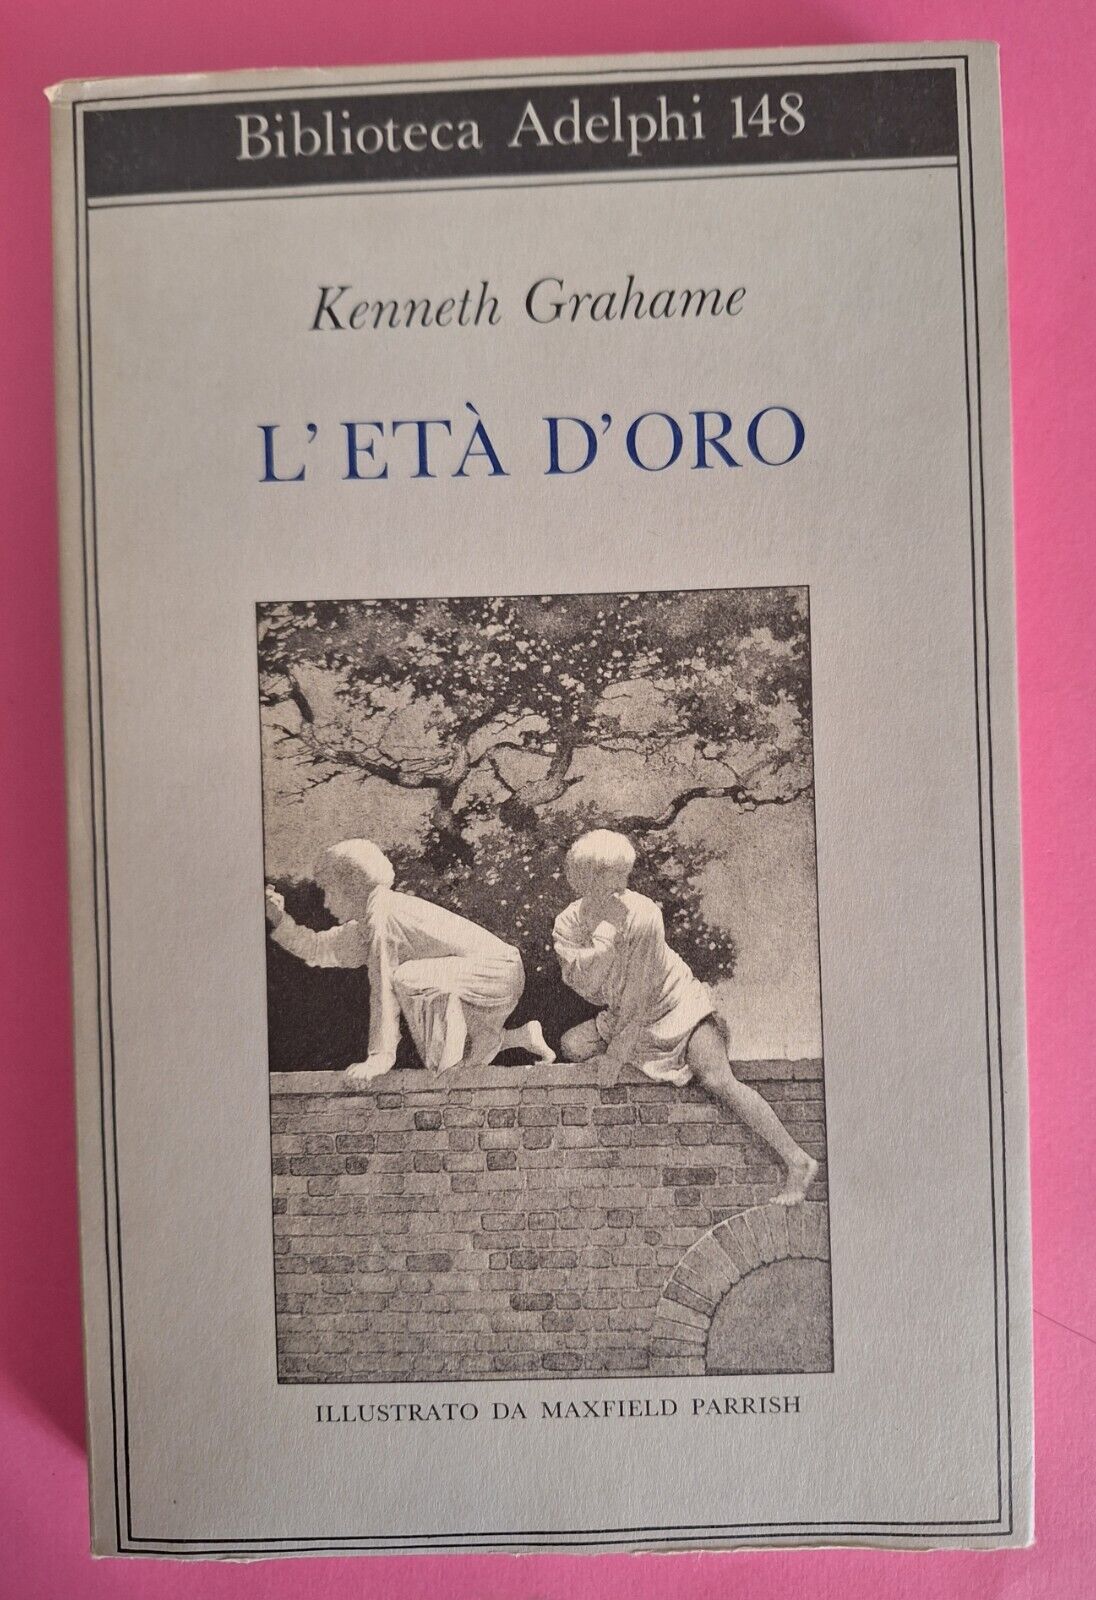 Biblioteca Adelphi 148
Kenneth Grahame
L'ETÀ D'ORO
ILLUSTRATO DA MAXFIELD PARRISH